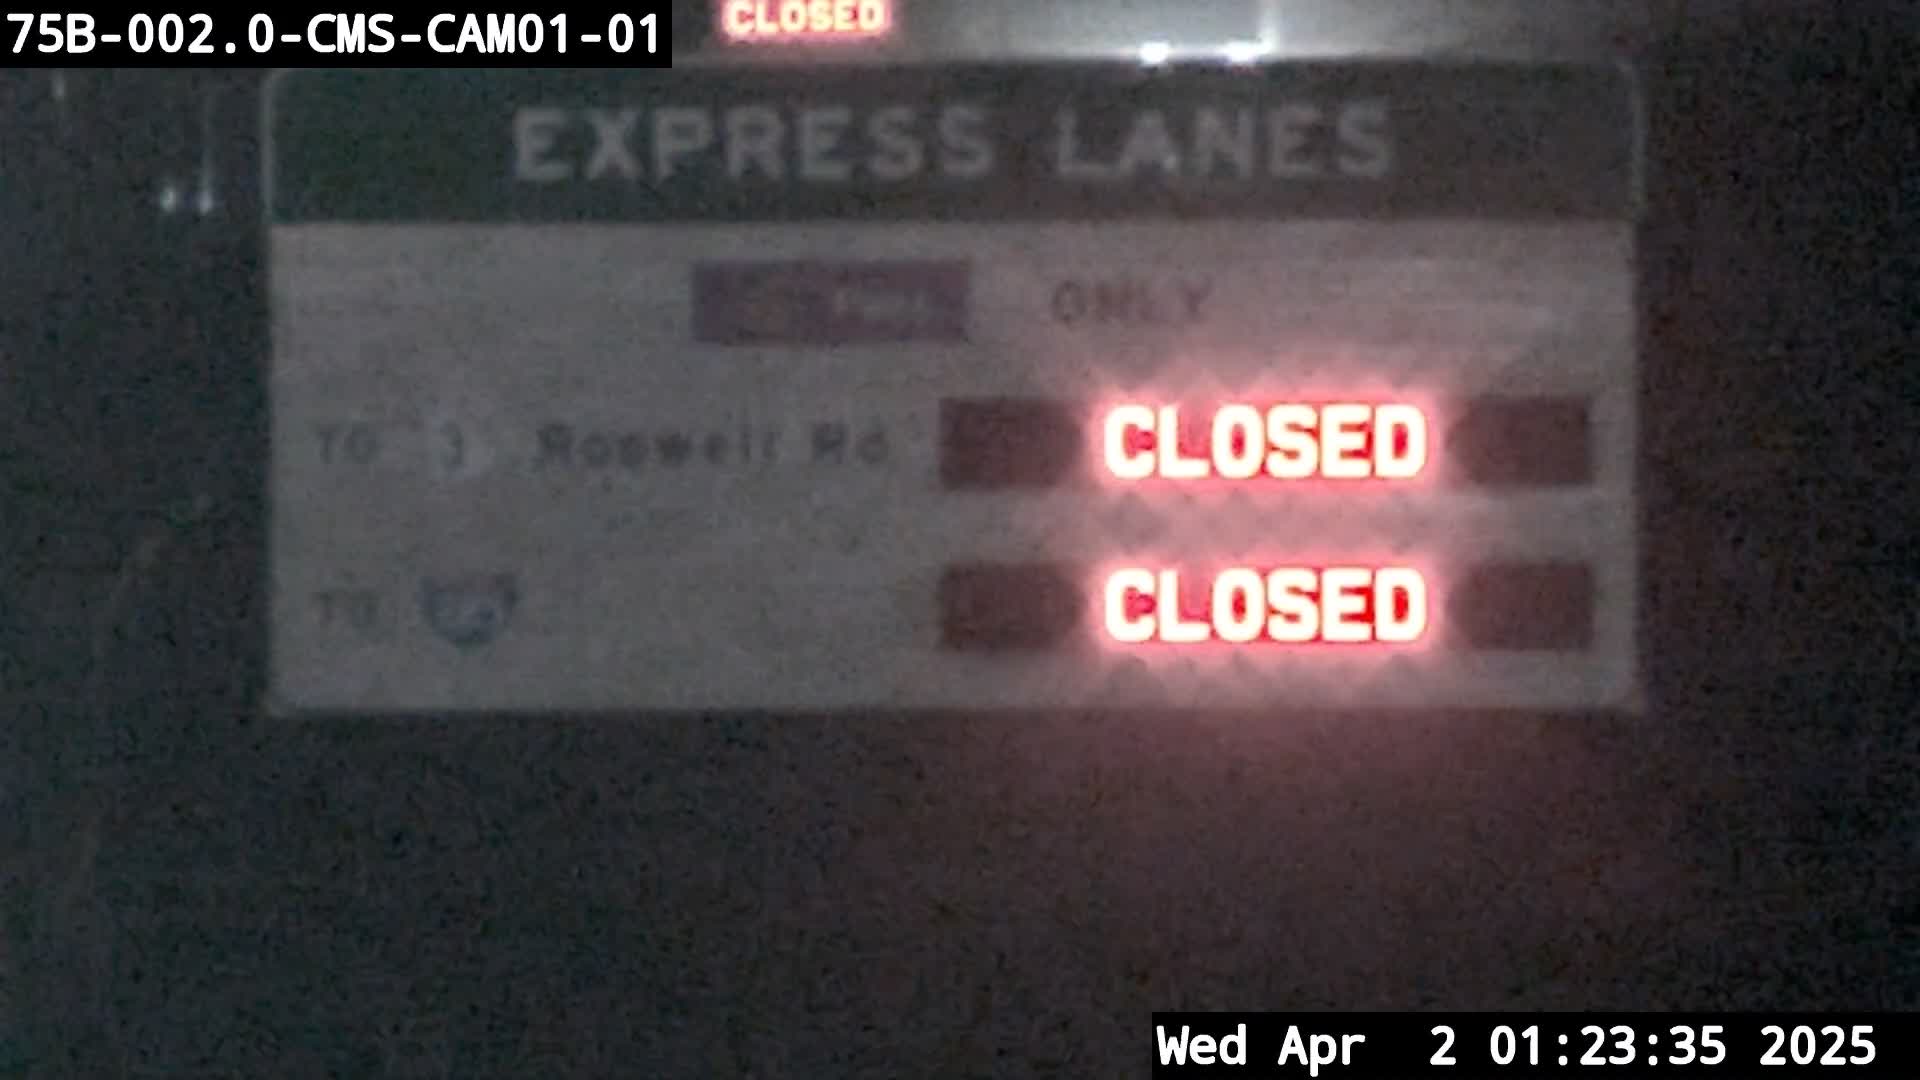 75B-002.0-CMS-CAM01-01
CLOSED
EXPRESS LANES
ONLY
TO 3 Roswell Rd CLOSED
TO CLOSED
Wed Apr 2 01:23:35 2025